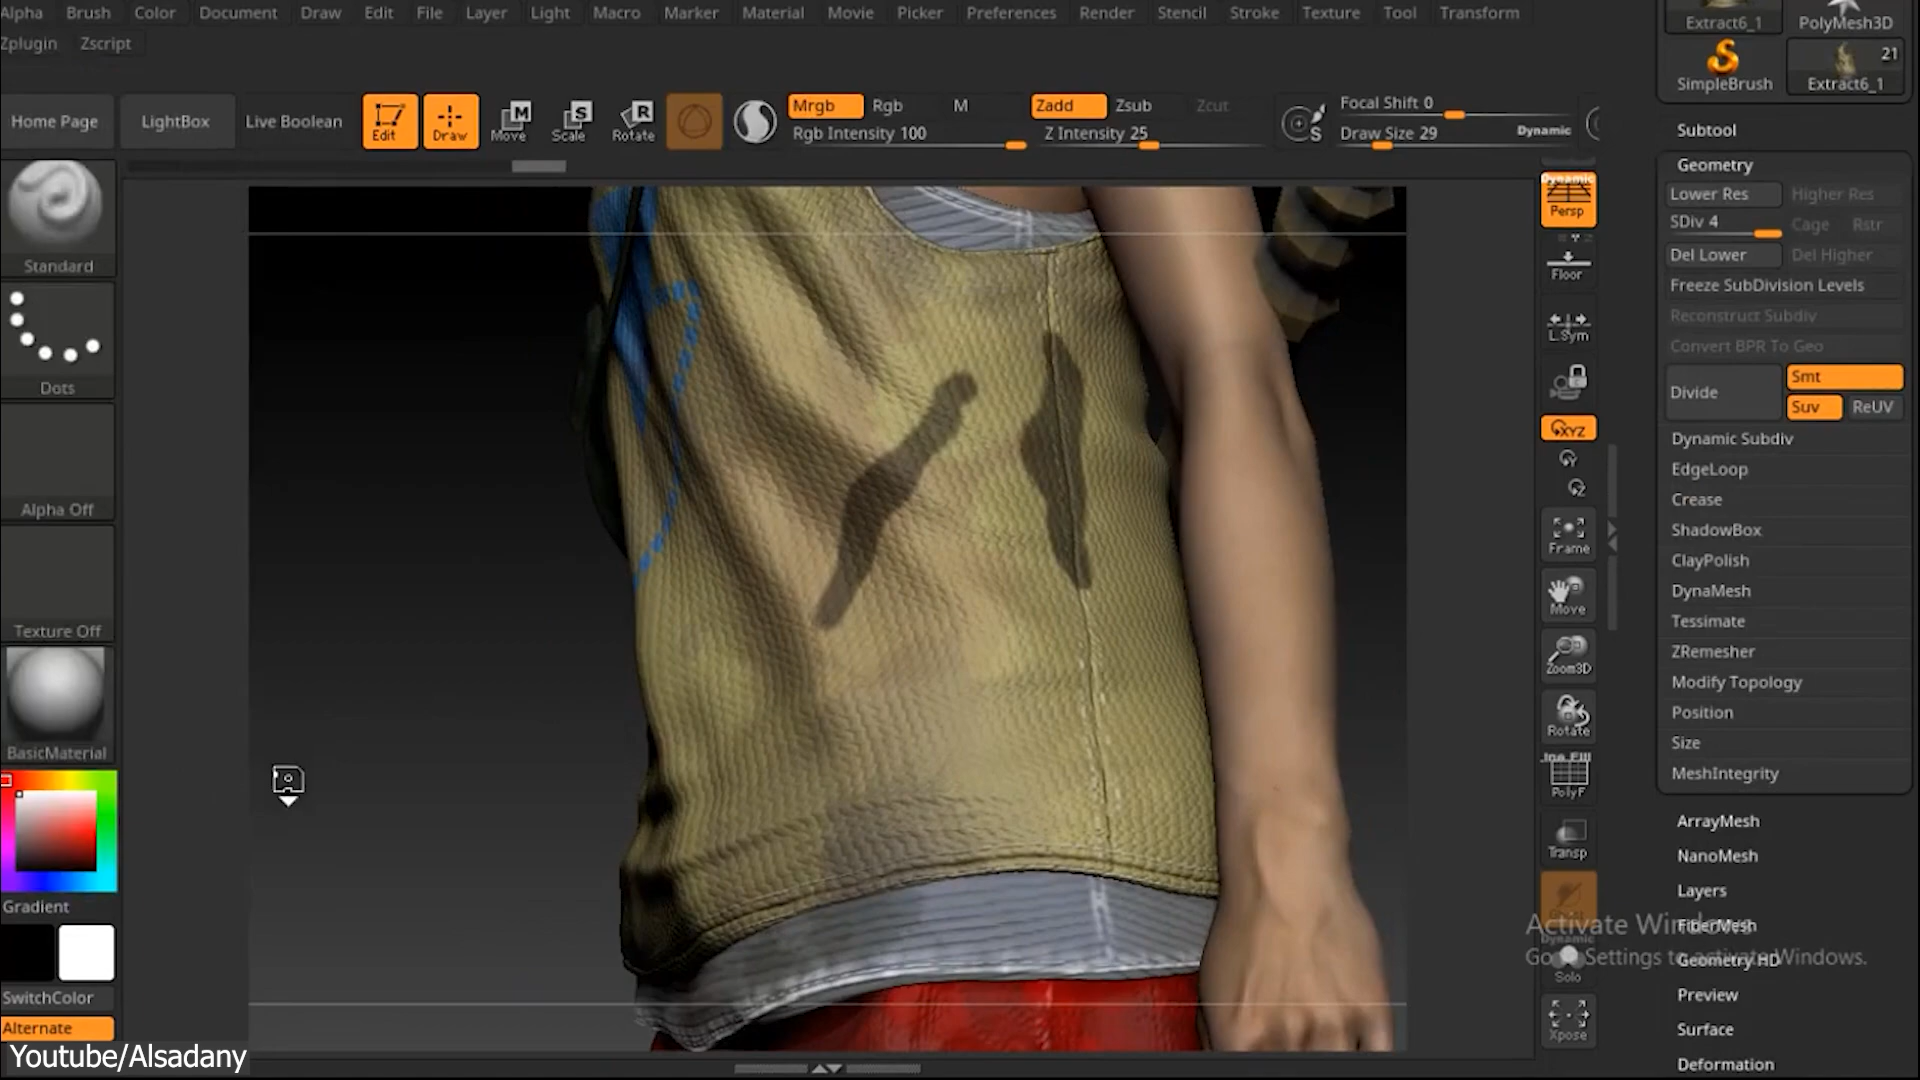 Alpha Brush Color Document Draw Edit File Layer Light Macro Marker Material Movie Picker Preferences Render Stencil Stroke Texture Tool Transform
Zplugin Zscript
Home Page LightBox Live Boolean Edit Draw Move Scale Rotate
M S R
Mrgb Rgb M
Rgb Intensity 100
Zadd Zsub Zcut
Z Intensity 25
S
Focal Shift 0
Draw Size 29 Dynamic
Extract6_1 PolyMesh3D
SimpleBrush Extract6_1
21
Standard
Dots
Alpha Off
Texture Off
BasicMaterial
Gradient
SwitchColor
Alternate
Dynamic
Persp
Floor
L.Sym
XYZ
Y
Z
Frame
Move
Zoom3D
Rotate
PolyF
Transp
Dynamic
Solo
Xpose
Subtool
Geometry
Lower Res Higher Res
SDiv 4 Cage Rstr
Del Lower Del Higher
Freeze SubDivision Levels
Reconstruct Subdiv
Convert BPR To Geo
Divide Smt
Suv ReUV
Dynamic Subdiv
EdgeLoop
Crease
ShadowBox
ClayPolish
DynaMesh
Tessimate
ZRemesher
Modify Topology
Position
Size
MeshIntegrity
ArrayMesh
NanoMesh
Layers
FiberMesh
Geometry HD
Preview
Surface
Deformation
Activate Windows
Go to Settings to activate Windows.
Youtube/Alsadany